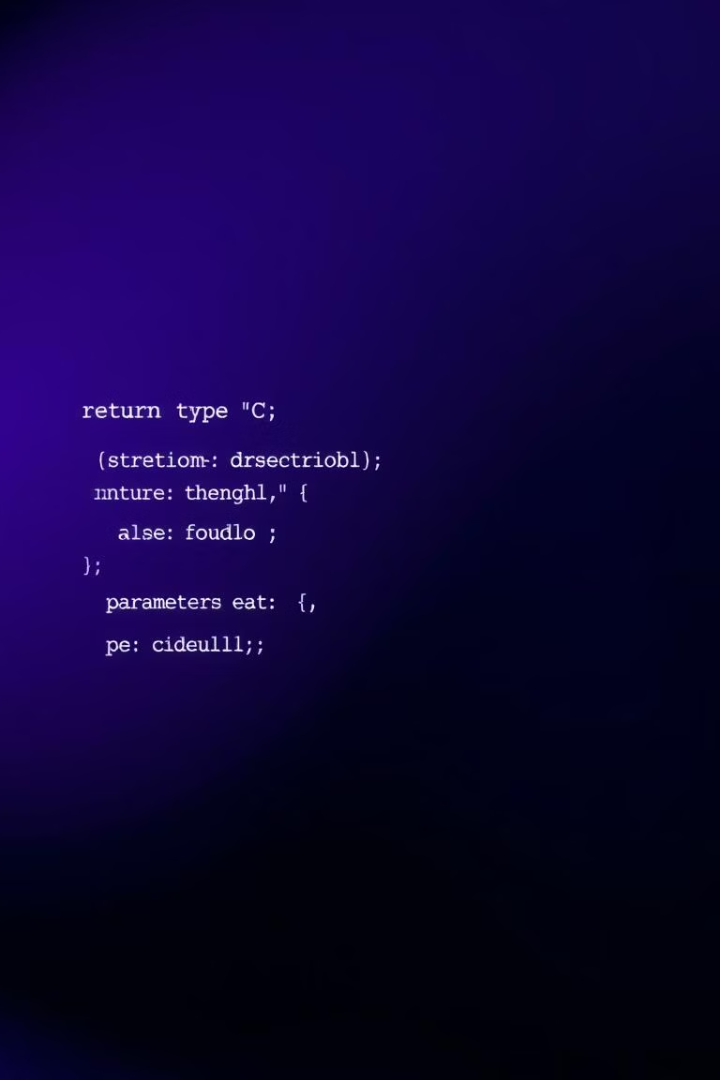 return type "C;
(stretiom-: drsectriobl);
nnture: thenghl," {
alse: foudlo ;
};
parameters eat: {,
pe: cideulll;;